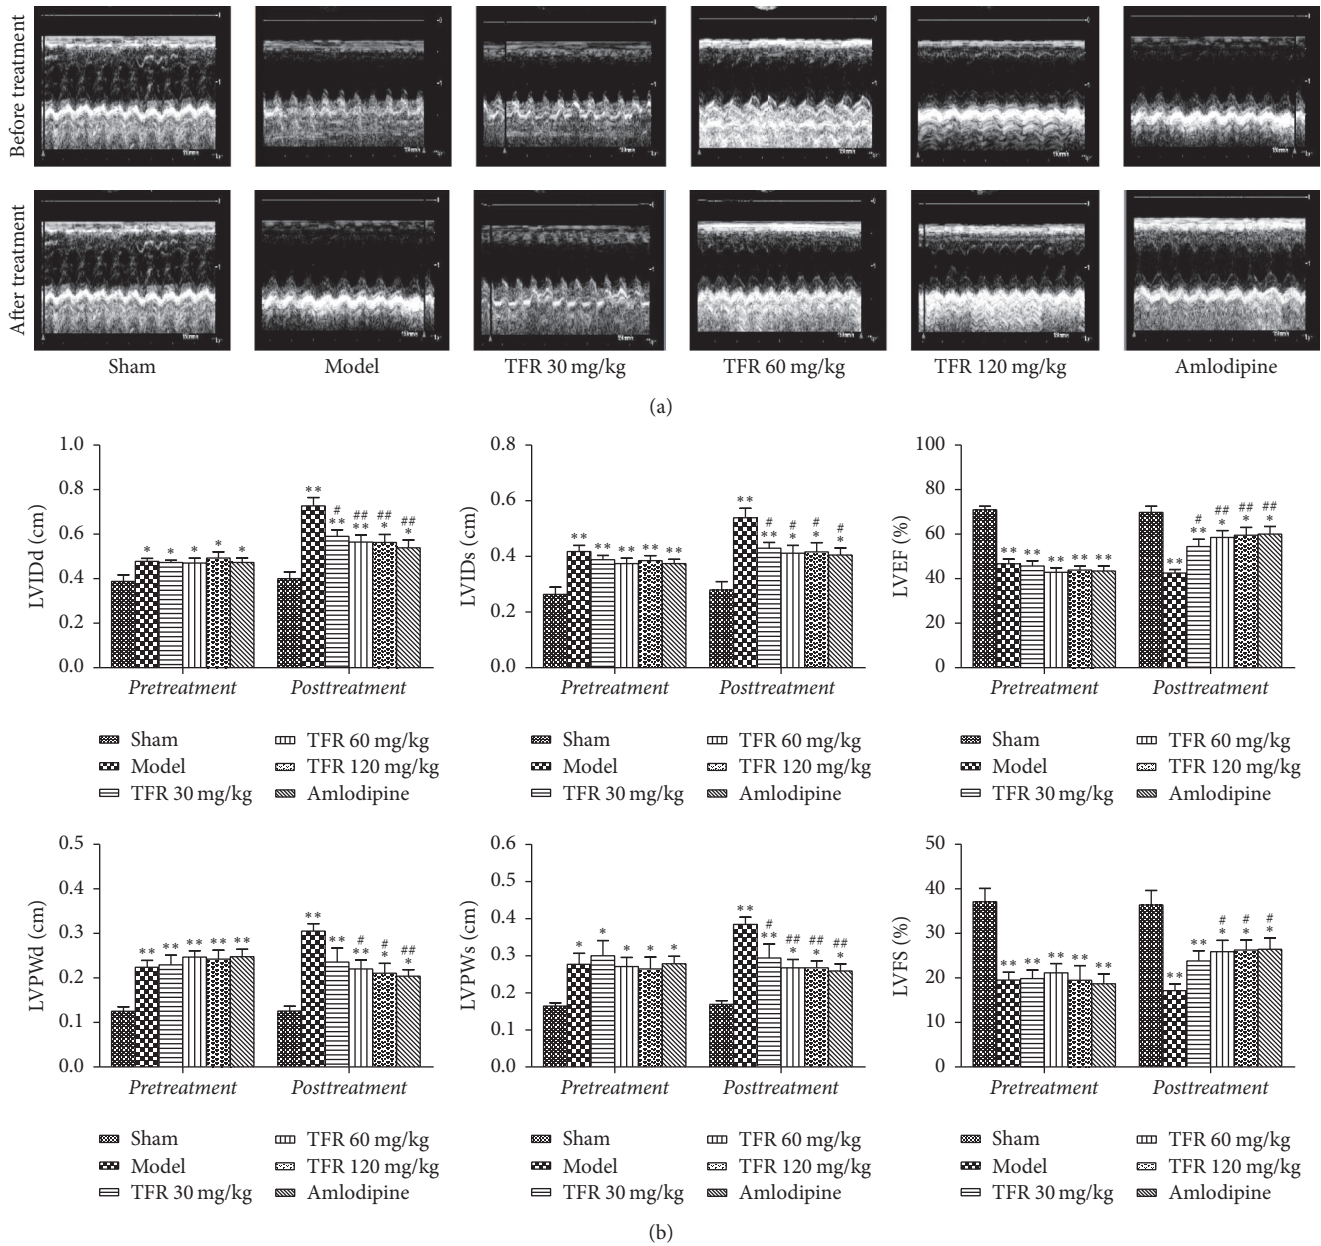 Before treatment
After treatment
Sham Model TFR 30 mg/kg TFR 60 mg/kg TFR 120 mg/kg Amlodipine
(a)
LVIDd (cm)
1.0
0.8
0.6
0.4
0.2
0.0
* * * * *
** # ** ## ** ## * ## *
Pretreatment Posttreatment
Sham TFR 60 mg/kg
Model TFR 120 mg/kg
TFR 30 mg/kg Amlodipine
LVIDs (cm)
0.8
0.6
0.4
0.2
0.0
** ** ** ** **
** # ** # * # * # *
Pretreatment Posttreatment
Sham TFR 60 mg/kg
Model TFR 120 mg/kg
TFR 30 mg/kg Amlodipine
LVEF (%)
100
80
60
40
20
0
** ** ** ** **
** # ** ## * ## * ## *
Pretreatment Posttreatment
Sham TFR 60 mg/kg
Model TFR 120 mg/kg
TFR 30 mg/kg Amlodipine
LVPWd (cm)
0.5
0.4
0.3
0.2
0.1
0.0
** ** ** ** **
** ** # ** # * ## *
Pretreatment Posttreatment
Sham TFR 60 mg/kg
Model TFR 120 mg/kg
TFR 30 mg/kg Amlodipine
LVPWs (cm)
0.6
0.5
0.4
0.3
0.2
0.1
0.0
* * * * *
** # ** ## * ## * ## *
Pretreatment Posttreatment
Sham TFR 60 mg/kg
Model TFR 120 mg/kg
TFR 30 mg/kg Amlodipine
LVFS (%)
50
40
30
20
10
0
** ** ** ** **
** ** # * # * # *
Pretreatment Posttreatment
Sham TFR 60 mg/kg
Model TFR 120 mg/kg
TFR 30 mg/kg Amlodipine
(b)